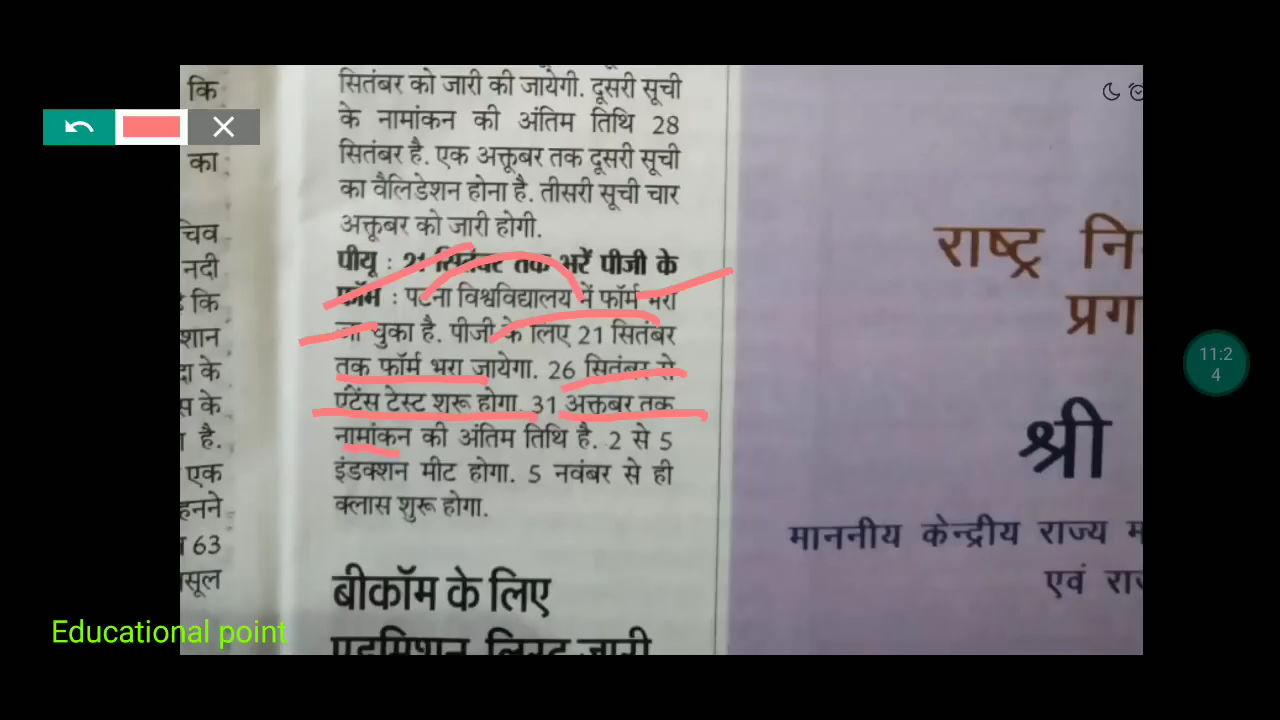 कि
का
चिव
नदी
कि
शान
के
स के
है.
एक
हनने
63
सूल
सितंबर को जारी की जायेगी. दूसरी सूची
के नामांकन की अंतिम तिथि 28
सितंबर है. एक अक्तूबर तक दूसरी सूची
का वैलिडेशन होना है. तीसरी सूची चार
अक्तूबर को जारी होगी.
पीयू : 21 सितंबर तक भरें पीजी के
फॉर्म : पटना विश्वविद्यालय में फॉर्म भरा
जा चुका है. पीजी के लिए 21 सितंबर
तक फॉर्म भरा जायेगा. 26 सितंबर से
एंट्रेंस टेस्ट शुरू होगा. 31 अक्तूबर तक
नामांकन की अंतिम तिथि है. 2 से 5
इंडक्शन मीट होगा. 5 नवंबर से ही
क्लास शुरू होगा.
बीकॉम के लिए
एडमिशन लिस्ट जारी
राष्ट्र नि
प्रग
श्री
माननीय केन्द्रीय राज्य म
एवं राज
11:2
4
Educational point